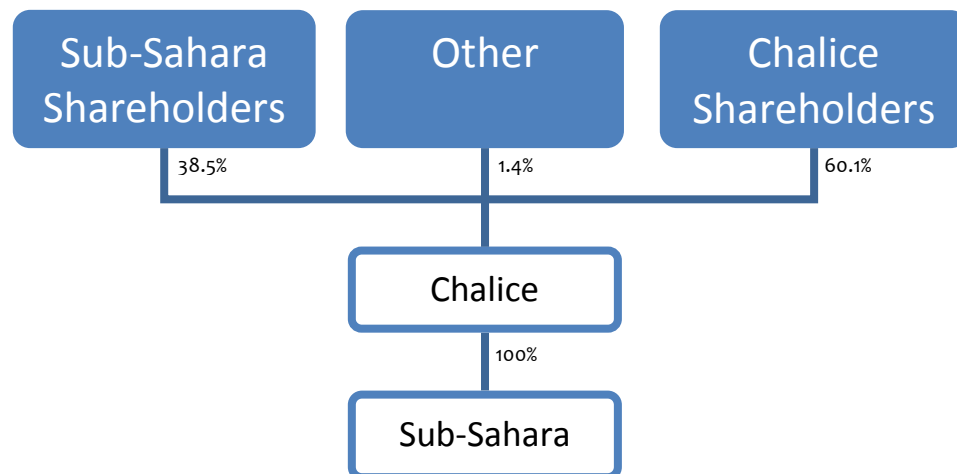 Sub-Sahara
Shareholders
Other
Chalice
Shareholders
38.5%
1.4%
60.1%
Chalice
100%
Sub-Sahara